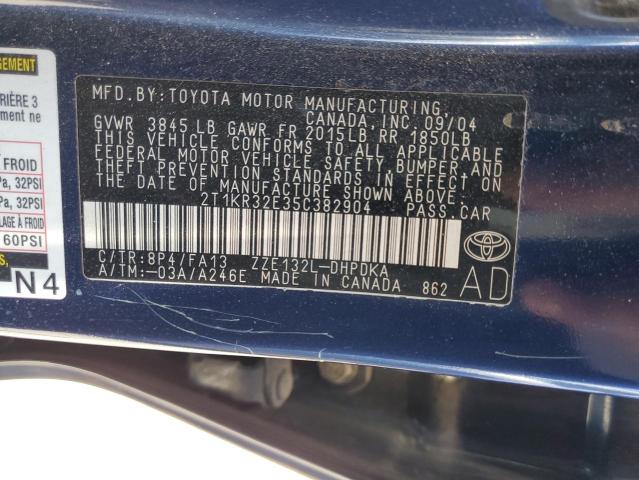 GEMENT
RIÈRE 3
ement ne
FROID
Pa, 32PSI
Pa, 32PSI
LAGE À FROID
60PSI
N4
MFD. BY: TOYOTA MOTOR MANUFACTURING
CANADA, INC. 09/04
GVWR 3845 LB GAWR FR 2015LB RR 1850LB
THIS VEHICLE CONFORMS TO ALL APPLICABLE
FEDERAL MOTOR VEHICLE SAFETY, BUMPER, AND
THEFT PREVENTION STANDARDS IN EFFECT ON
THE DATE OF MANUFACTURE SHOWN ABOVE.
2T1KR32E35C382904 PASS.CAR
C/TR:8P4/FA13 ZZE132L-DHPDKA
A/TM:-03A/A246E MADE IN CANADA 862
AD